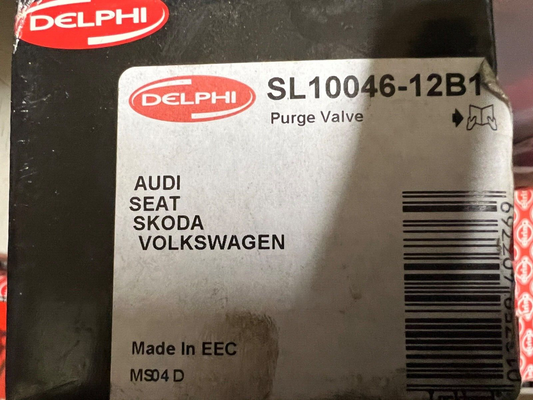 DELPHI
DELPHI
SL10046-12B1
Purge Valve
AUDI
SEAT
SKODA
VOLKSWAGEN
Made In EEC
MS04 D